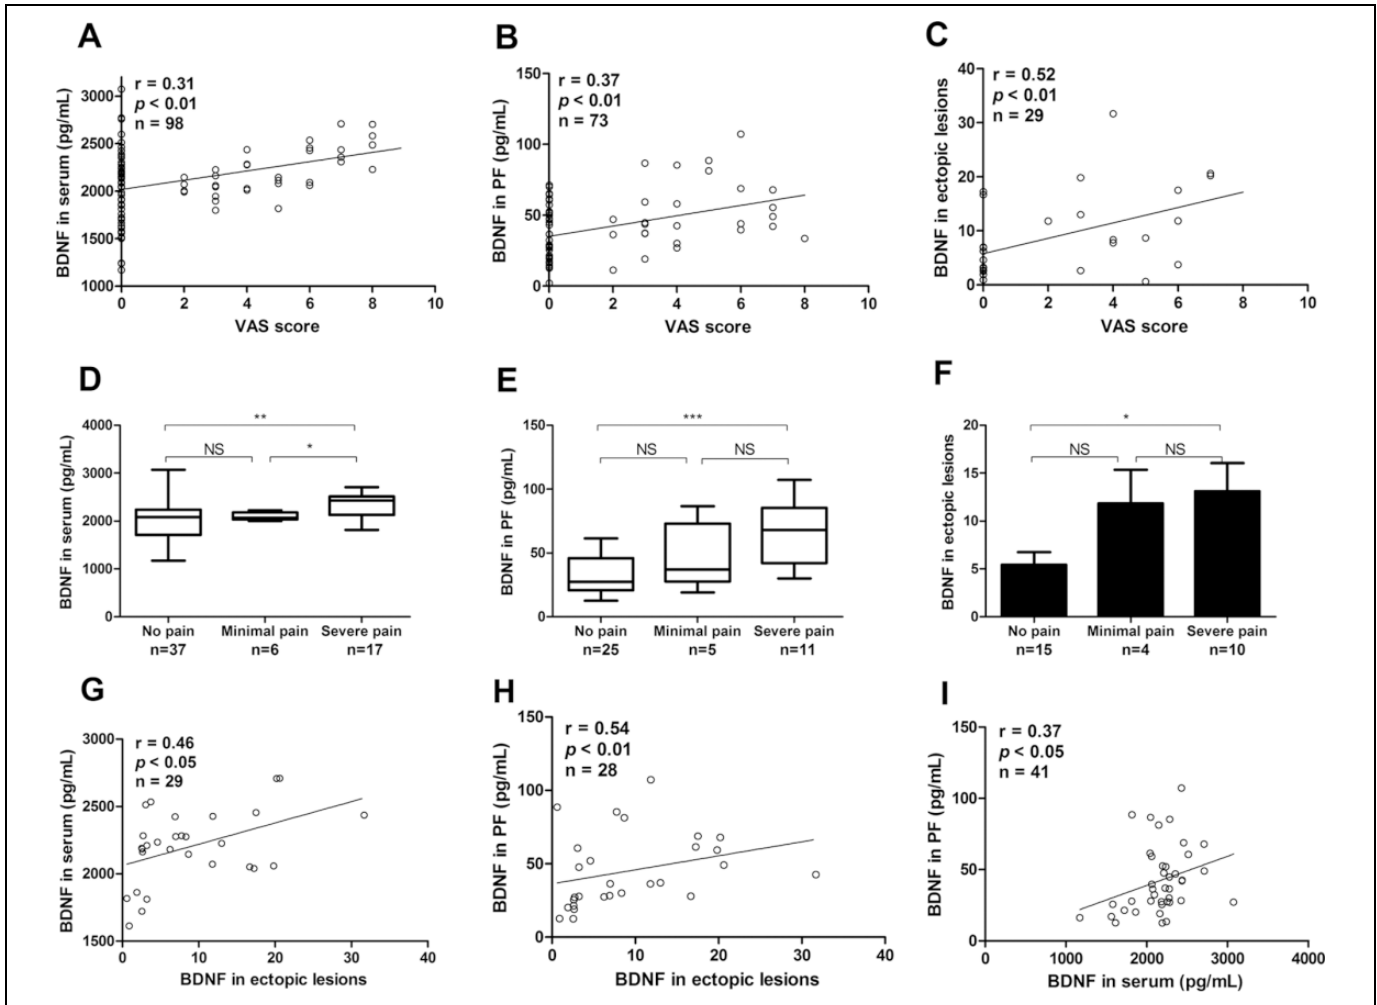 A
r = 0.31
p < 0.01
n = 98
BDNF in serum (pg/mL)
3000
2500
2000
1500
1000
0 2 4 6 8 10
VAS score
B
r = 0.37
p < 0.01
n = 73
BDNF in PF (pg/mL)
150
100
50
0
0 2 4 6 8 10
VAS score
C
r = 0.52
p < 0.01
n = 29
BDNF in ectopic lesions
40
30
20
10
0
0 2 4 6 8 10
VAS score
D
BDNF in serum (pg/mL)
4000
3000
2000
1000
0
**
NS *
No pain Minimal pain Severe pain
n=37 n=6 n=17
E
BDNF in PF (pg/mL)
150
100
50
0
***
NS NS
No pain Minimal pain Severe pain
n=25 n=5 n=11
F
BDNF in ectopic lesions
20
15
10
5
0
*
NS NS
No pain Minimal pain Severe pain
n=15 n=4 n=10
G
r = 0.46
p < 0.05
n = 29
BDNF in serum (pg/mL)
3000
2500
2000
1500
0 10 20 30 40
BDNF in ectopic lesions
H
r = 0.54
p < 0.01
n = 28
BDNF in PF (pg/mL)
150
100
50
0
0 10 20 30 40
BDNF in ectopic lesions
I
r = 0.37
p < 0.05
n = 41
BDNF in PF (pg/mL)
150
100
50
0
0 1000 2000 3000 4000
BDNF in serum (pg/mL)